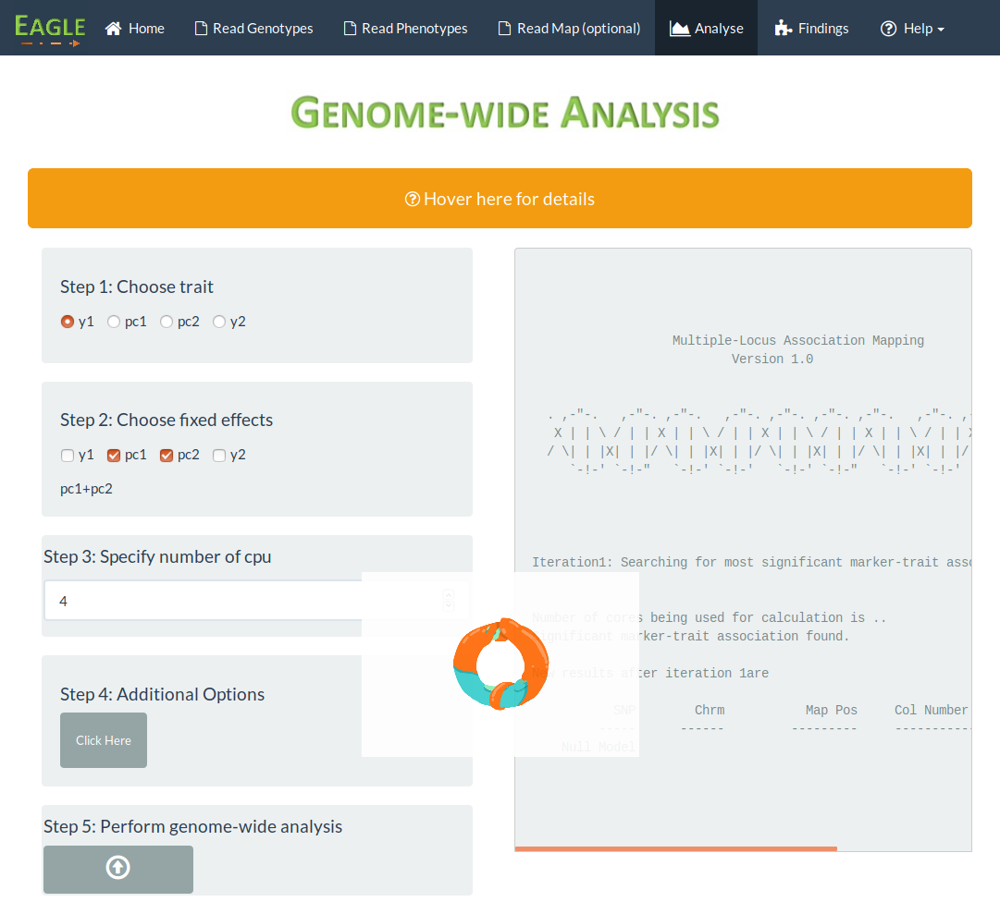 EAGLE Home Read Genotypes Read Phenotypes Read Map (optional) Analyse Findings Help
GENOME-WIDE ANALYSIS
Hover here for details
Step 1: Choose trait
y1 pc1 pc2 y2
Step 2: Choose fixed effects
y1 pc1 pc2 y2
pc1+pc2
Step 3: Specify number of cpu
4
Step 4: Additional Options
Click Here
Step 5: Perform genome-wide analysis
Multiple-Locus Association Mapping
Version 1.0
. ,-"-.   ,-"-. ,-"-.   ,-"-. ,-"-. ,-"-. ,-"-.   ,-"-. ,-
X | | \ / | | X | | \ / | | X | | \ / | | X | | \ / | | X
/ \| | |X| | |/ \| | |X| | |/ \| | |X| | |/ \| | |X| | |/
`-!-' `-!-"   `-!-' `-!-'   `-!-' `-!-"   `-!-' `-!-'
Iteration1: Searching for most significant marker-trait asso
Number of cores being used for calculation is ..
significant marker-trait association found.
New results after iteration 1are
SNP Chrm Map Pos Col Number
----- ------ --------- -----------
Null Model